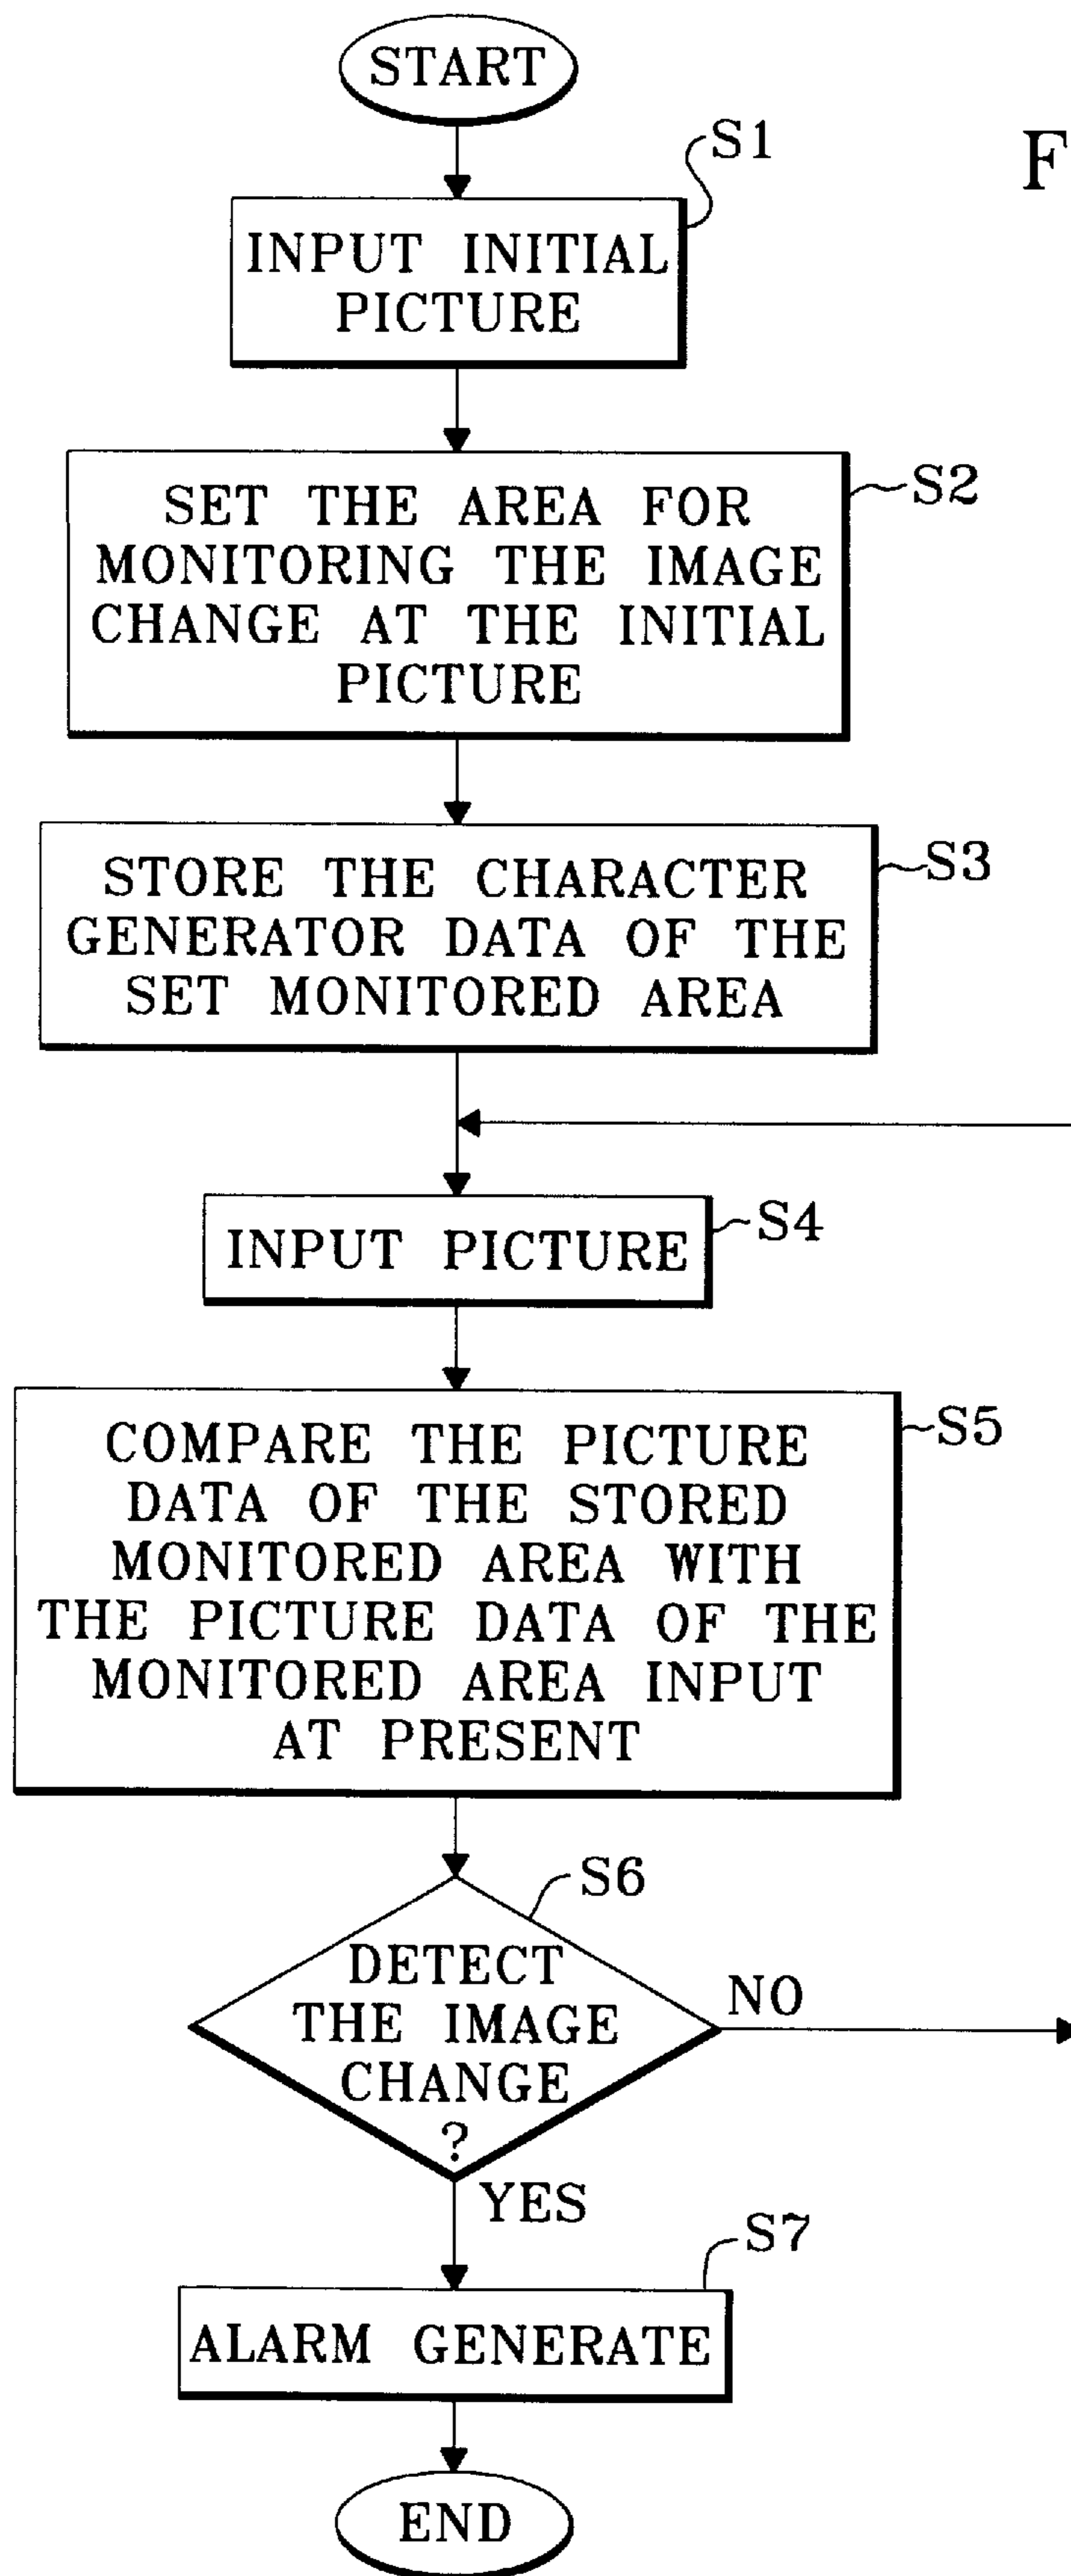 START
S1
F
INPUT INITIAL
PICTURE
S2
SET THE AREA FOR
MONITORING THE IMAGE
CHANGE AT THE INITIAL
PICTURE
S3
STORE THE CHARACTER
GENERATOR DATA OF THE
SET MONITORED AREA
S4
INPUT PICTURE
S5
COMPARE THE PICTURE
DATA OF THE STORED
MONITORED AREA WITH
THE PICTURE DATA OF THE
MONITORED AREA INPUT
AT PRESENT
S6
DETECT
THE IMAGE
CHANGE
?
NO
YES
S7
ALARM GENERATE
END